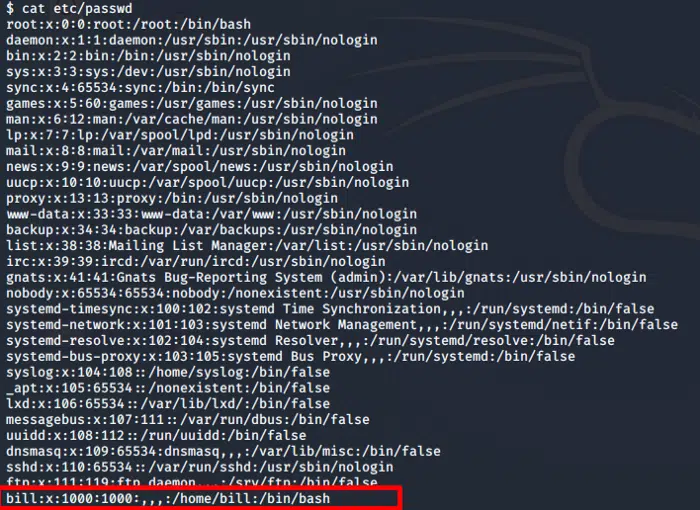 $ cat etc/passwd
root:x:0:0:root:/root:/bin/bash
daemon:x:1:1:daemon:/usr/sbin:/usr/sbin/nologin
bin:x:2:2:bin:/bin:/usr/sbin/nologin
sys:x:3:3:sys:/dev:/usr/sbin/nologin
sync:x:4:65534:sync:/bin:/bin/sync
games:x:5:60:games:/usr/games:/usr/sbin/nologin
man:x:6:12:man:/var/cache/man:/usr/sbin/nologin
lp:x:7:7:lp:/var/spool/lpd:/usr/sbin/nologin
mail:x:8:8:mail:/var/mail:/usr/sbin/nologin
news:x:9:9:news:/var/spool/news:/usr/sbin/nologin
uucp:x:10:10:uucp:/var/spool/uucp:/usr/sbin/nologin
proxy:x:13:13:proxy:/bin:/usr/sbin/nologin
www-data:x:33:33:www-data:/var/www:/usr/sbin/nologin
backup:x:34:34:backup:/var/backups:/usr/sbin/nologin
list:x:38:38:Mailing List Manager:/var/list:/usr/sbin/nologin
irc:x:39:39:ircd:/var/run/ircd:/usr/sbin/nologin
gnats:x:41:41:Gnats Bug-Reporting System (admin):/var/lib/gnats:/usr/sbin/nologin
nobody:x:65534:65534:nobody:/nonexistent:/usr/sbin/nologin
systemd-timesync:x:100:102:systemd Time Synchronization,,,:/run/systemd:/bin/false
systemd-network:x:101:103:systemd Network Management,,,:/run/systemd/netif:/bin/false
systemd-resolve:x:102:104:systemd Resolver,,,:/run/systemd/resolve:/bin/false
systemd-bus-proxy:x:103:105:systemd Bus Proxy,,,:/run/systemd:/bin/false
syslog:x:104:108::/home/syslog:/bin/false
_apt:x:105:65534::/nonexistent:/bin/false
lxd:x:106:65534::/var/lib/lxd/:/bin/false
messagebus:x:107:111::/var/run/dbus:/bin/false
uuidd:x:108:112::/run/uuidd:/bin/false
dnsmasq:x:109:65534:dnsmasq,,,:/var/lib/misc:/bin/false
sshd:x:110:65534::/var/run/sshd:/usr/sbin/nologin
ftp:x:111:119:ftp daemon,,,:/srv/ftp:/bin/false
bill:x:1000:1000:,,,:/home/bill:/bin/bash